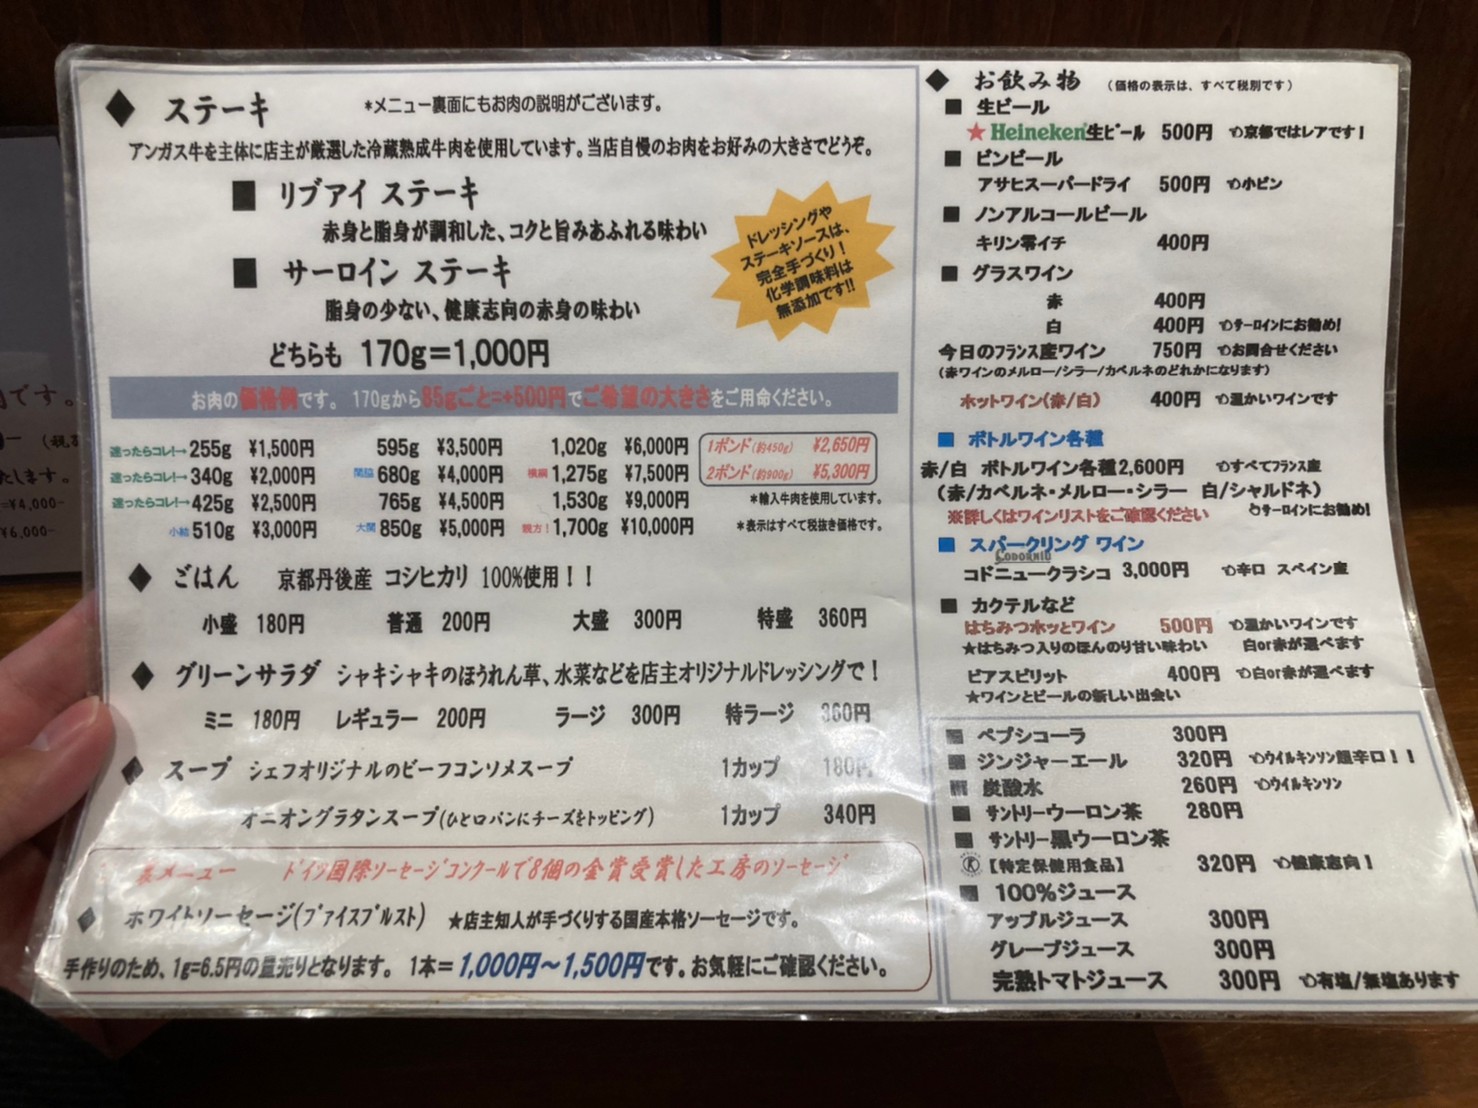 ◆ ステーキ *メニュー裏面にもお肉の説明がございます。
アンガス牛を主体に店主が厳選した冷蔵熟成牛肉を使用しています。当店自慢のお肉をお好みの大きさでどうぞ。
■ リブアイ ステーキ
赤身と脂身が調和した、コクと旨みあふれる味わい
■ サーロイン ステーキ
脂身の少ない、健康志向の赤身の味わい
どちらも 170g=1,000円
ドレッシングや
ステーキソースは、
完全手づくり!
化学調味料は
無添加です!!
お肉の価格例です。 170gから85gごと=+500円でご希望の大きさをご用命ください。
迷ったらコレ!→ 255g ¥1,500円 595g ¥3,500円 1,020g ¥6,000円 1ポンド(約450g) ¥2,650円
迷ったらコレ!→ 340g ¥2,000円 関脇 680g ¥4,000円 横綱 1,275g ¥7,500円 2ポンド(約900g) ¥5,300円
迷ったらコレ!→ 425g ¥2,500円 765g ¥4,500円 1,530g ¥9,000円 *輸入牛肉を使用しています。
小結 510g ¥3,000円 大関 850g ¥5,000円 親方! 1,700g ¥10,000円 *表示はすべて税抜き価格です。
◆ ごはん 京都丹後産 コシヒカリ 100%使用!!
小盛 180円 普通 200円 大盛 300円 特盛 360円
◆ グリーンサラダ シャキシャキのほうれん草、水菜などを店主オリジナルドレッシングで!
ミニ 180円 レギュラー 200円 ラージ 300円 特ラージ 360円
◆ スープ シェフオリジナルのビーフコンソメスープ 1カップ 180円
オニオングラタンスープ(ひと口パンにチーズをトッピング) 1カップ 340円
裏メニュー ドイツ国際ソーセージコンクールで8個の金賞受賞した工房のソーセージ
◆ ホワイトソーセージ(ブァイスブルスト) ★店主知人が手づくりする国産本格ソーセージです。
手作りのため、1g=6.5円の量売りとなります。 1本=1,000円~1,500円です。お気軽にご確認ください。
◆ お飲み物 (価格の表示は、すべて税別です)
■ 生ビール
★Heineken生ビール 500円 ☜京都ではレアです!
■ ビンビール
アサヒスーパードライ 500円 ☜小ビン
■ ノンアルコールビール
キリン零イチ 400円
■ グラスワイン
赤 400円
白 400円 ☜サーロインにお勧め!
今日のフランス産ワイン 750円 ☜お問合せください
(赤ワインのメルロー/シラー/カベルネのどれかになります)
ホットワイン(赤/白) 400円 ☜温かいワインです
■ ボトルワイン各種
赤/白 ボトルワイン各種2,600円 ☜すべてフランス産
(赤/カベルネ・メルロー・シラー 白/シャルドネ)
※詳しくはワインリストをご確認ください ☝サーロインにお勧め!
■ スパークリング ワイン
CODORNIU
コドニュークラシコ 3,000円 ☜辛口 スペイン産
■ カクテルなど
はちみつホッとワイン 500円 ☜温かいワインです
★はちみつ入りのほんのり甘い味わい 白or赤が選べます
ビアスピリット 400円 ☜白or赤が選べます
★ワインとビールの新しい出会い
■ ペプシコーラ 300円
■ ジンジャーエール 320円 ☜ウイルキンソン超辛口!!
■ 炭酸水 260円 ☜ウイルキンソン
■ サントリーウーロン茶 280円
■ サントリー黒ウーロン茶
【特定保健用食品】 320円 ☜健康志向!
■ 100%ジュース
アップルジュース 300円
グレープジュース 300円
完熟トマトジュース 300円 ☜有塩/無塩あります
です。
たします。
=¥4,000-
¥6,000-